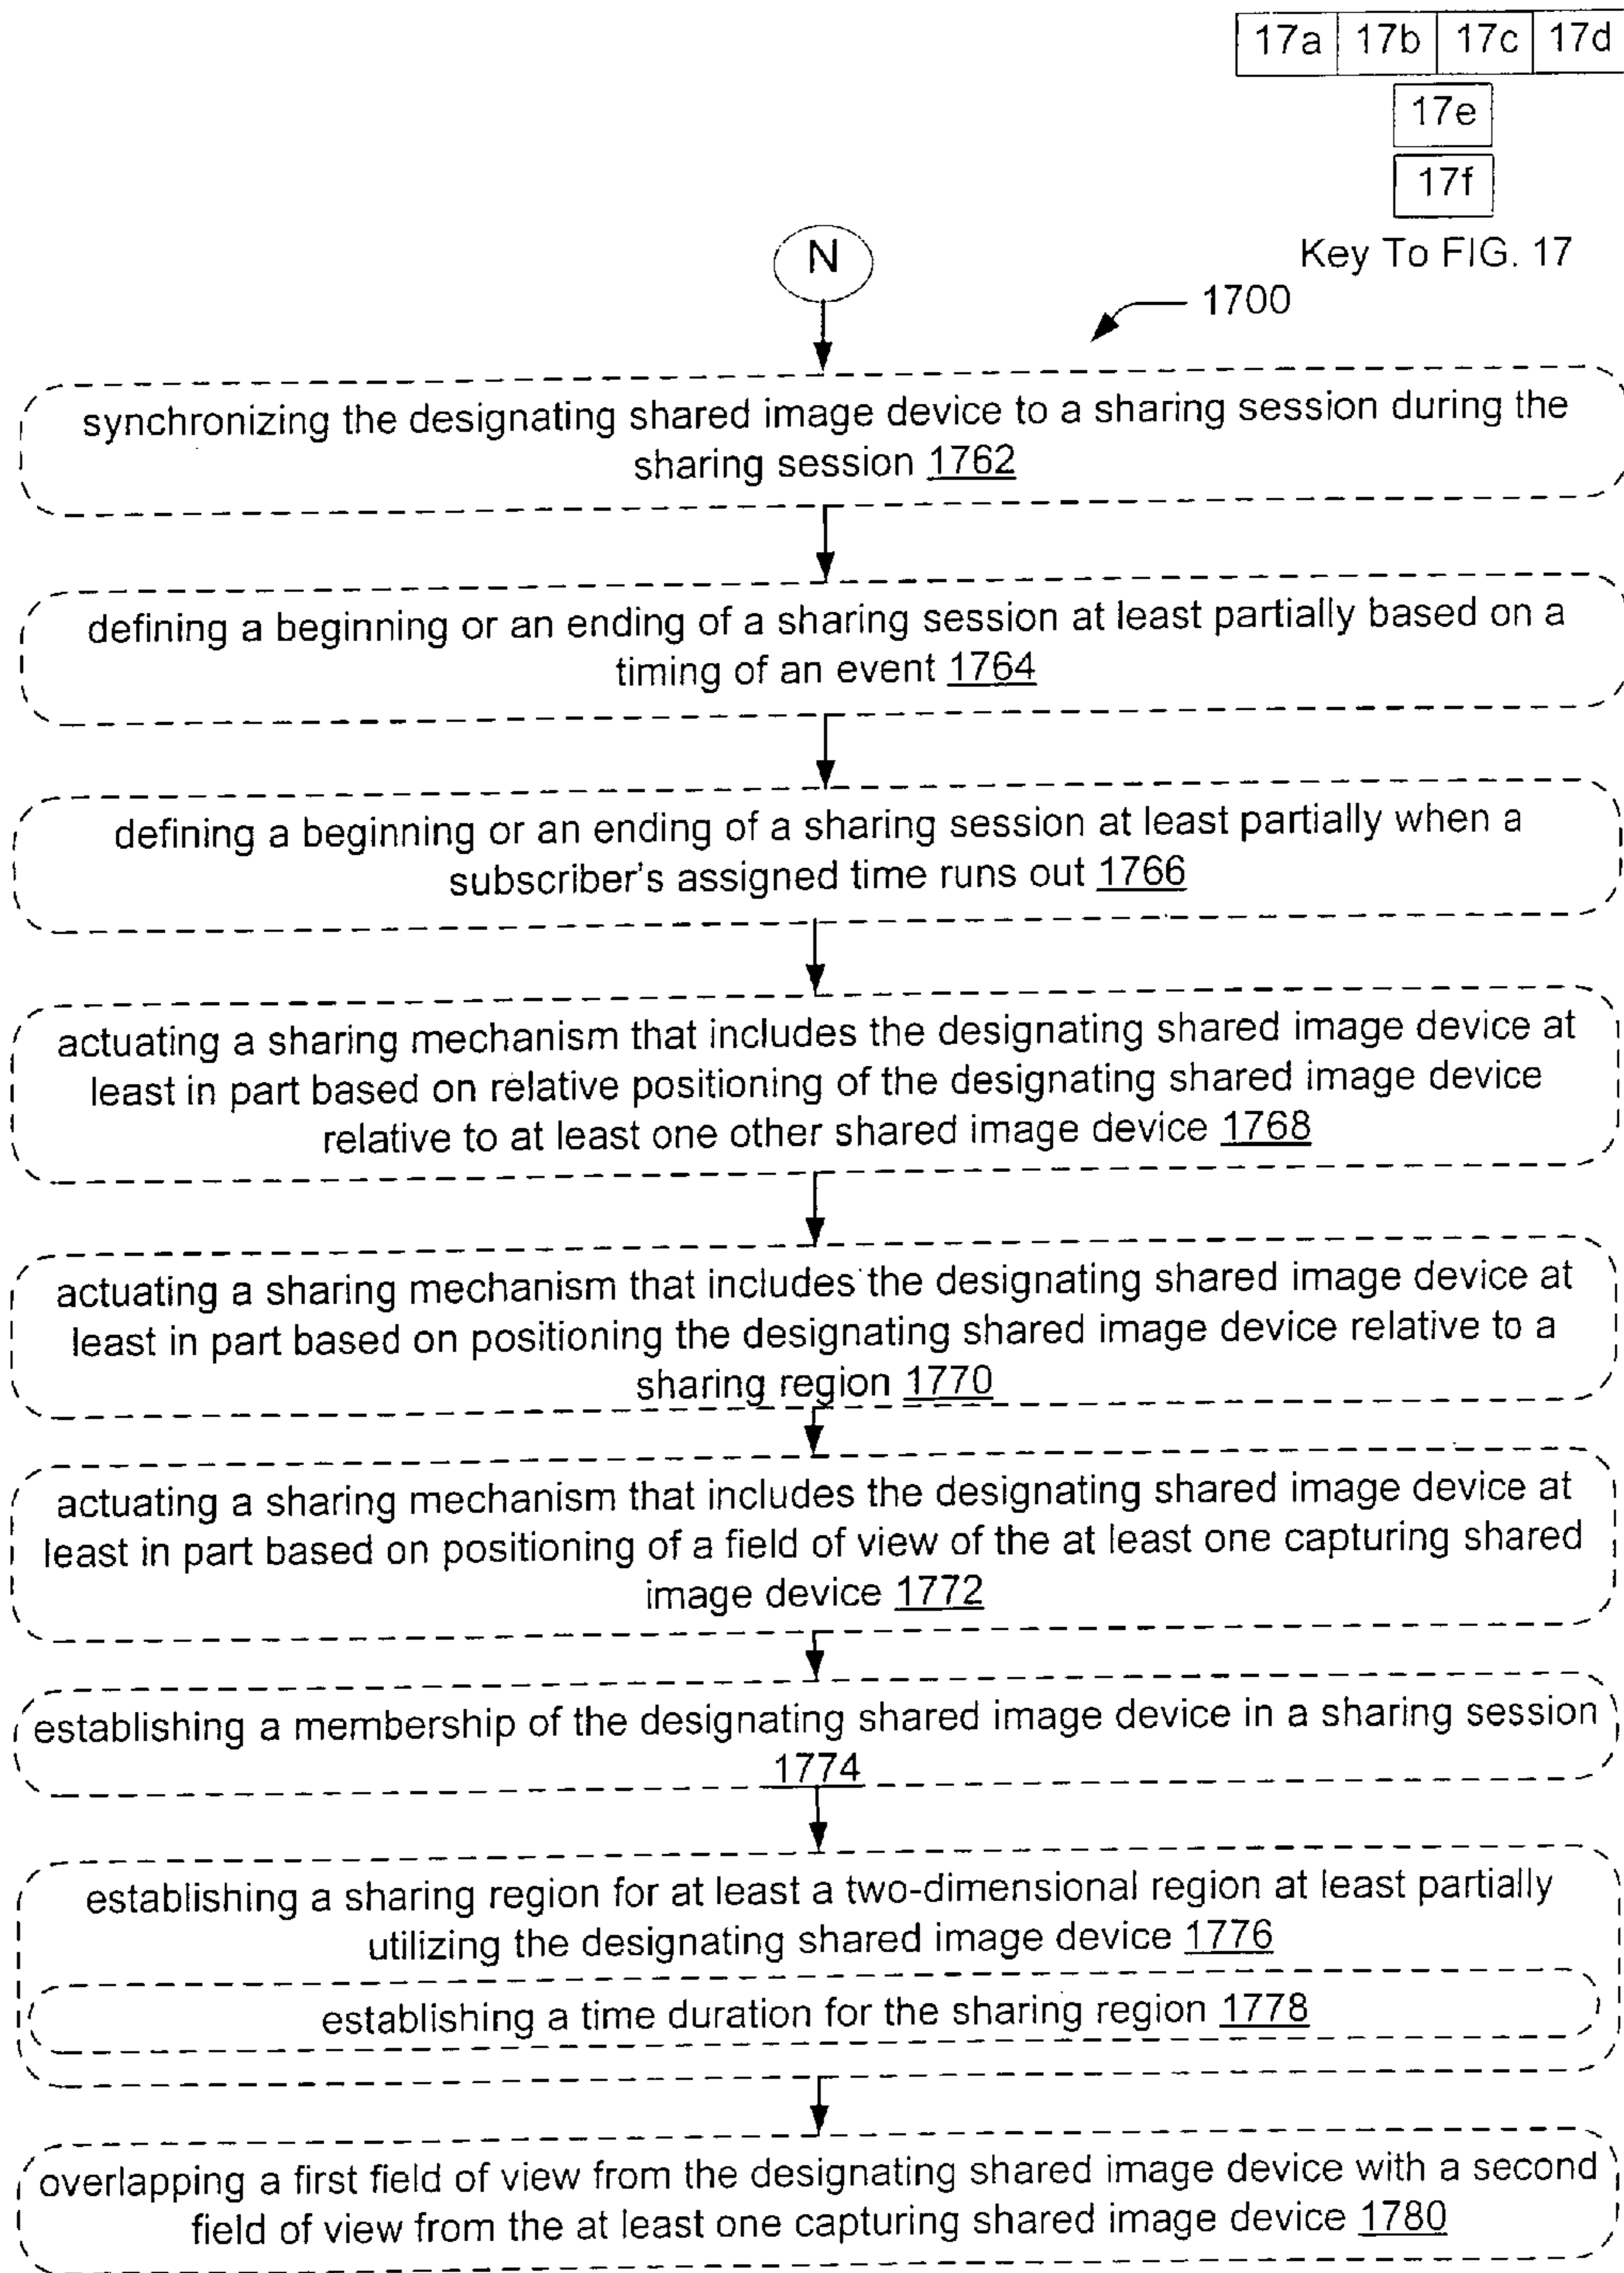 17a 17b 17c 17d
17e
17f
Key To FIG. 17
N
1700
synchronizing the designating shared image device to a sharing session during the
sharing session 1762
defining a beginning or an ending of a sharing session at least partially based on a
timing of an event 1764
defining a beginning or an ending of a sharing session at least partially when a
subscriber's assigned time runs out 1766
actuating a sharing mechanism that includes the designating shared image device at
least in part based on relative positioning of the designating shared image device
relative to at least one other shared image device 1768
actuating a sharing mechanism that includes the designating shared image device at
least in part based on positioning the designating shared image device relative to a
sharing region 1770
actuating a sharing mechanism that includes the designating shared image device at
least in part based on positioning of a field of view of the at least one capturing shared
image device 1772
establishing a membership of the designating shared image device in a sharing session
1774
establishing a sharing region for at least a two-dimensional region at least partially
utilizing the designating shared image device 1776
establishing a time duration for the sharing region 1778
overlapping a first field of view from the designating shared image device with a second
field of view from the at least one capturing shared image device 1780